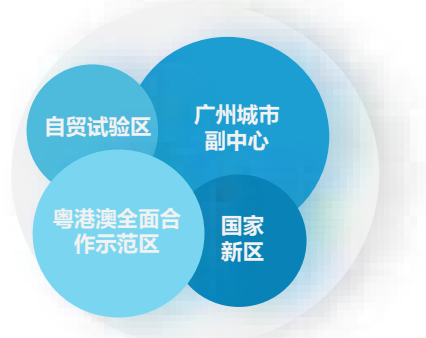 自贸试验区
广州城市
副中心
粤港澳全面合
作示范区
国家
新区